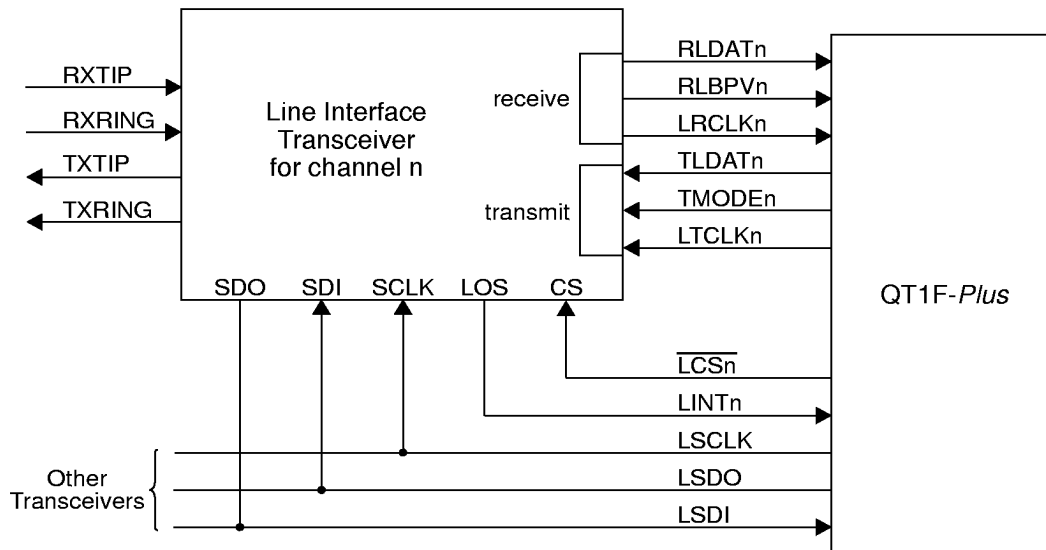 RXTIP
RXRING
TXTIP
TXRING
Line Interface
Transceiver
for channel n
receive
transmit
RLDATn
RLBPVn
LRCLKn
TLDATn
TMODEn
LTCLKn
SDO SDI SCLK LOS CS
QT1F-Plus
LCSn
LINTn
LSCLK
LSDO
LSDI
Other
Transceivers